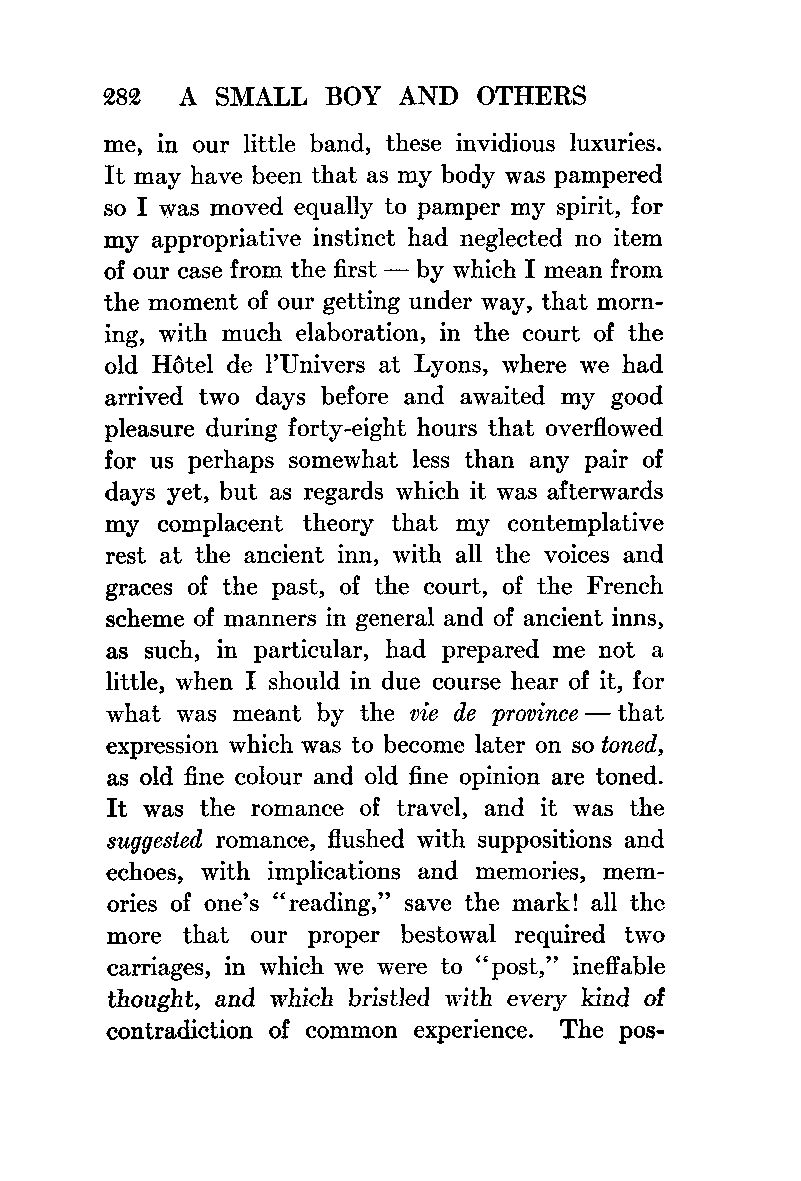 282 A SMALL BOY AND OTHERS
me, in our little band, these invidious luxuries.
It may have been that as my body was pampered
so I was moved equally to pamper my spirit, for
my appropriative instinct had neglected no item
of our case from the first — by which I mean from
the moment of our getting under way, that morn-
ing, with much elaboration, in the court of the
old Hôtel de l'Univers at Lyons, where we had
arrived two days before and awaited my good
pleasure during forty-eight hours that overflowed
for us perhaps somewhat less than any pair of
days yet, but as regards which it was afterwards
my complacent theory that my contemplative
rest at the ancient inn, with all the voices and
graces of the past, of the court, of the French
scheme of manners in general and of ancient inns,
as such, in particular, had prepared me not a
little, when I should in due course hear of it, for
what was meant by the vie de province — that
expression which was to become later on so toned,
as old fine colour and old fine opinion are toned.
It was the romance of travel, and it was the
suggested romance, flushed with suppositions and
echoes, with implications and memories, mem-
ories of one's "reading," save the mark! all the
more that our proper bestowal required two
carriages, in which we were to "post," ineffable
thought, and which bristled with every kind of
contradiction of common experience. The pos-